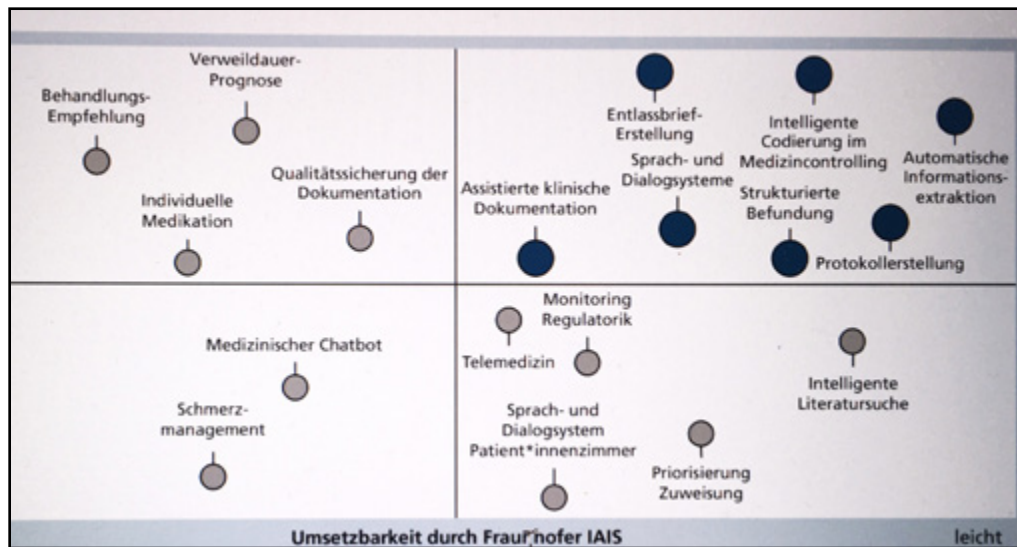 Verweildauer-
Prognose
Behandlungs-
Empfehlung
Qualitätssicherung der
Dokumentation
Individuelle
Medikation
Entlassbrief-
Erstellung
Intelligente
Codierung im
Medizincontrolling
Automatische
Informations-
extraktion
Sprach- und
Dialogsysteme
Assistierte klinische
Dokumentation
Strukturierte
Befundung
Protokollerstellung
Medizinischer Chatbot
Schmerz-
management
Monitoring
Regulatorik
Telemedizin
Intelligente
Literatursuche
Sprach- und
Dialogsystem
Patient*innenzimmer
Priorisierung
Zuweisung
Umsetzbarkeit durch Fraunhofer IAIS
leicht